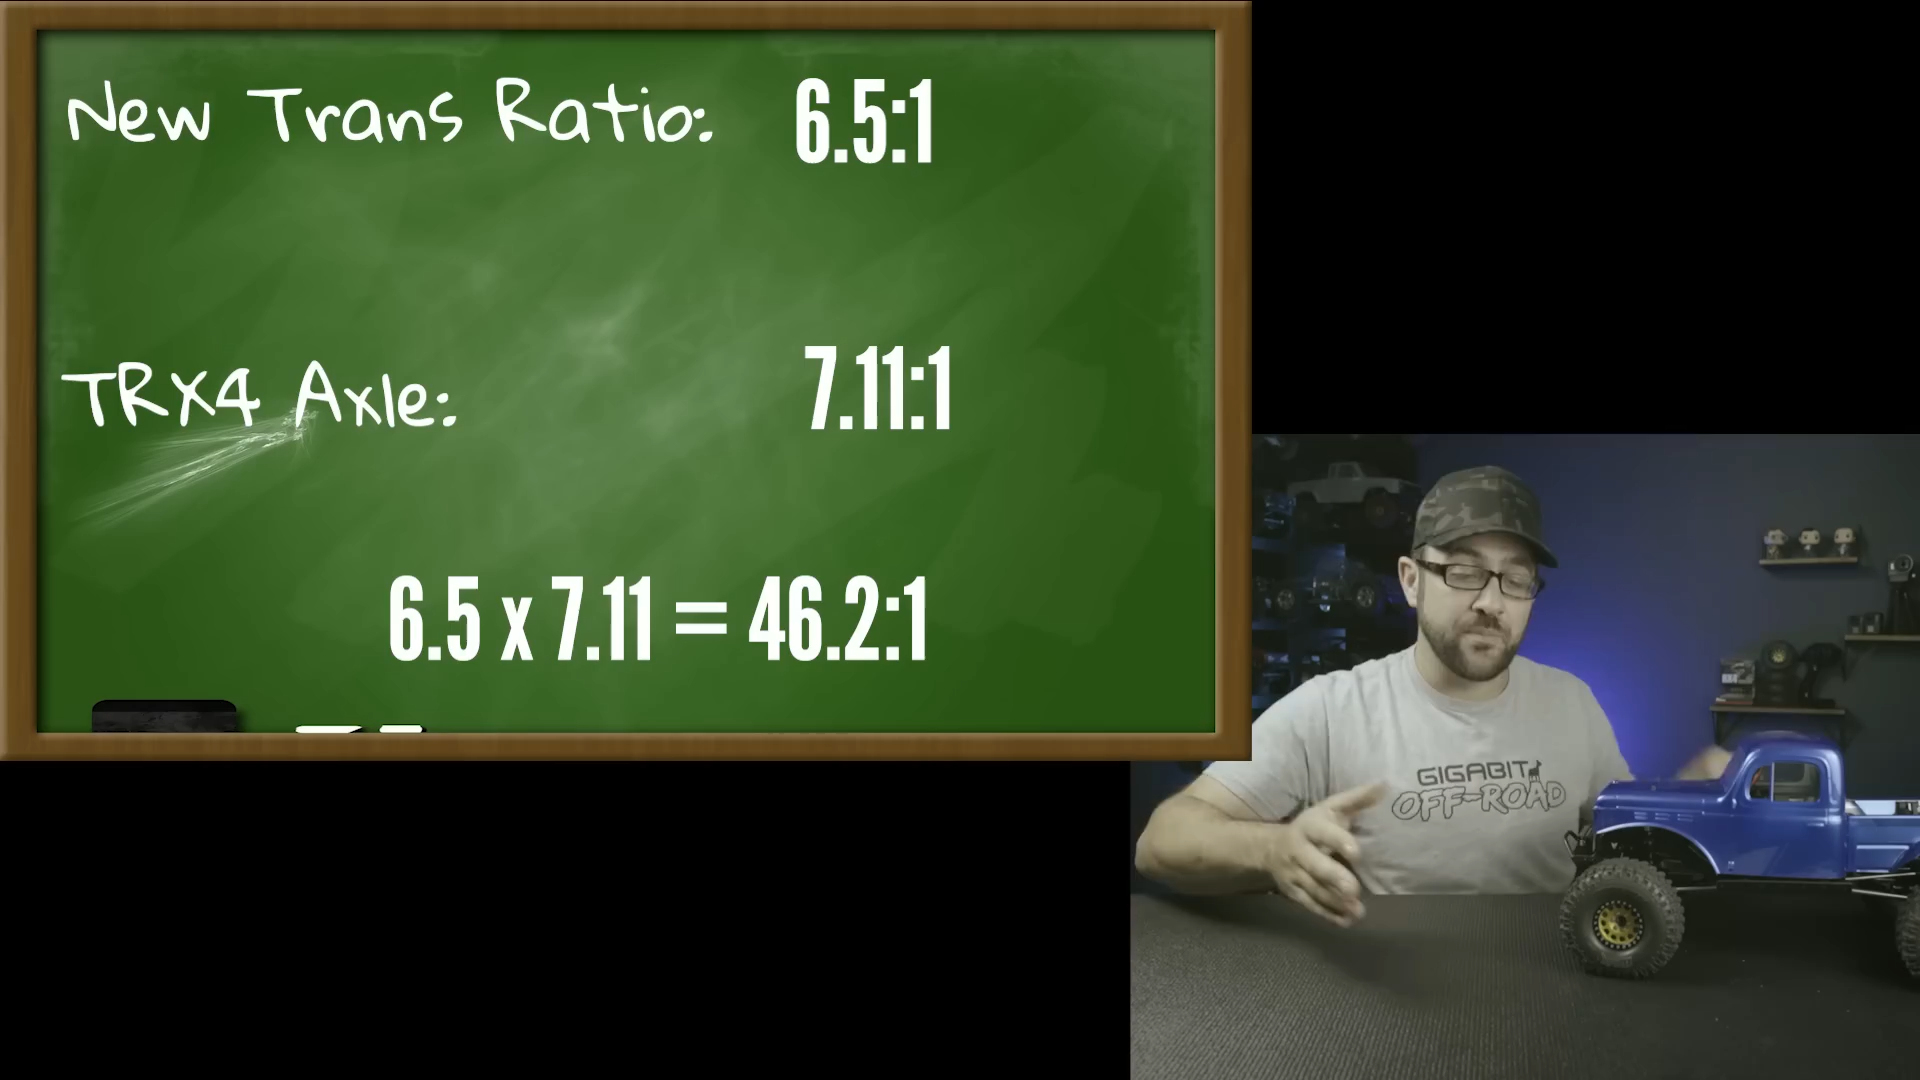 New Trans Ratio: 6.5:1
TRX4 Axle: 7.11:1
6.5 x 7.11 = 46.2:1
GIGABIT
OFF-ROAD